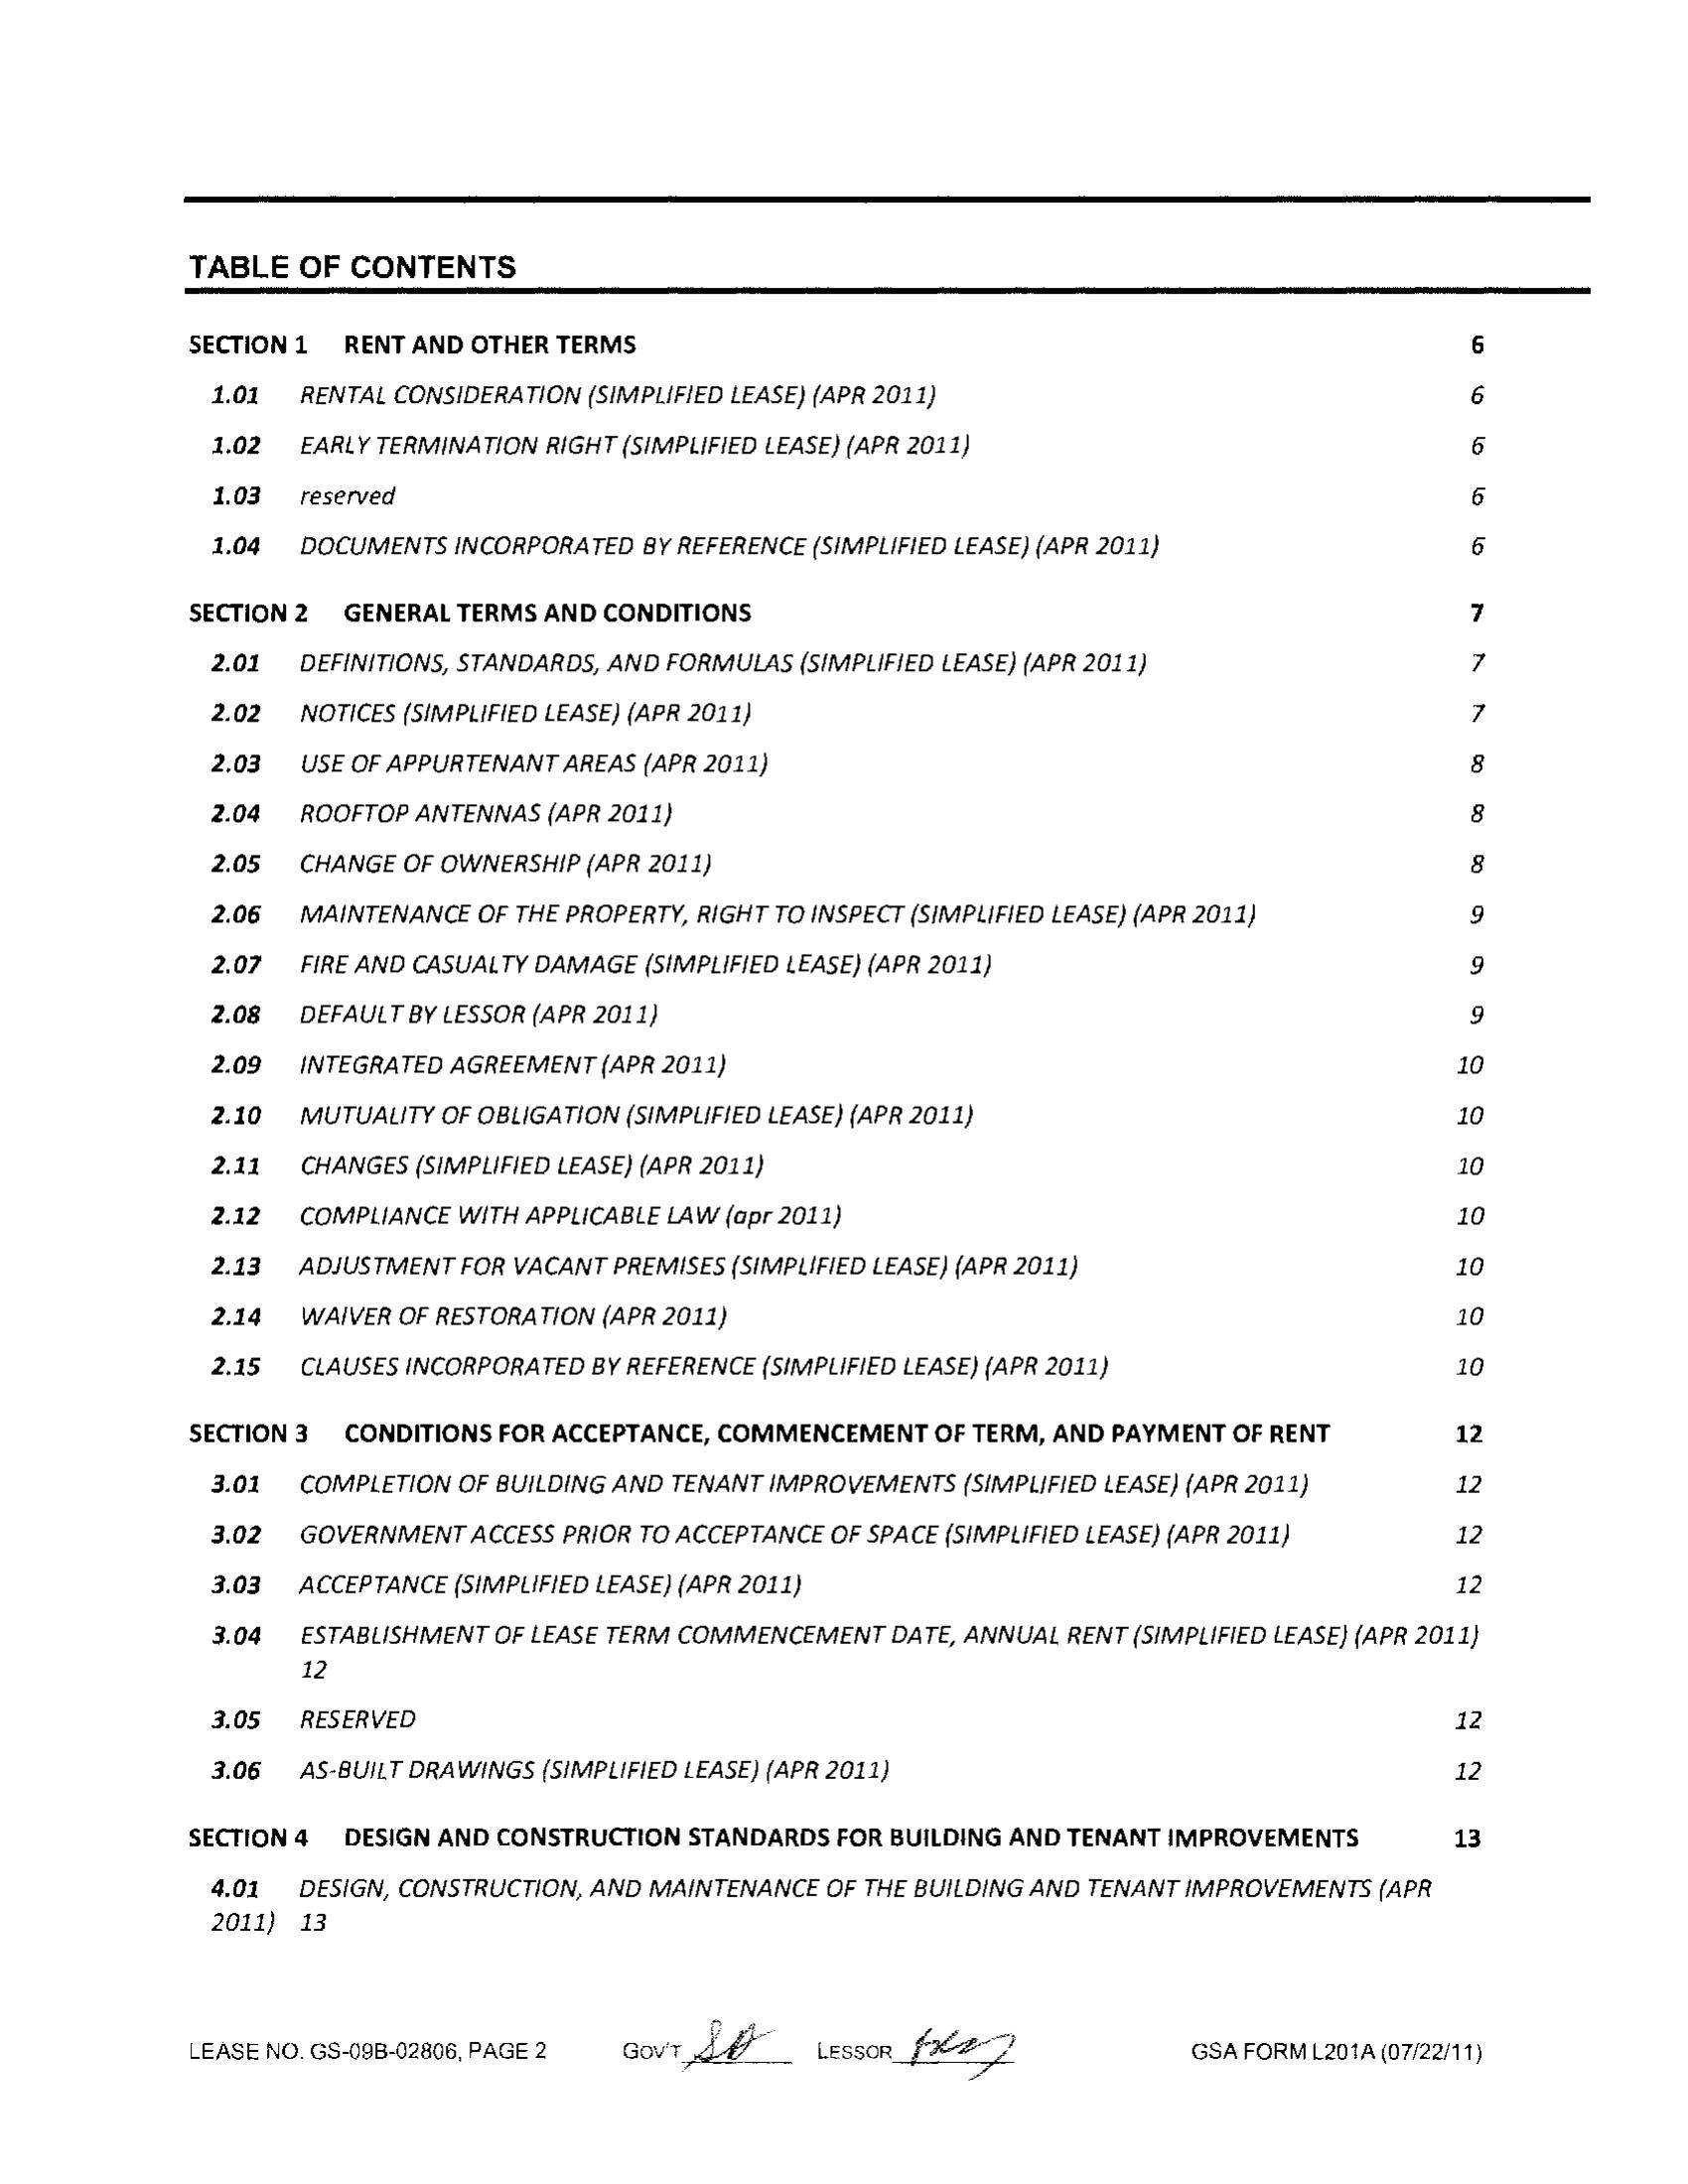 TABLE OF CONTENTS
SECTION 1 RENT AND OTHER TERMS 6
1.01 RENTAL CONSIDERATION (SIMPLIFIED LEASE) (APR 2011) 6
1.02 EARLY TERMINATION RIGHT (SIMPLIFIED LEASE) (APR 2011) 6
1.03 reserved 6
1.04 DOCUMENTS INCORPORATED BY REFERENCE (SIMPLIFIED LEASE) (APR 2011) 6
SECTION 2 GENERAL TERMS AND CONDITIONS 7
2.01 DEFINITIONS, STANDARDS, AND FORMULAS (SIMPLIFIED LEASE) (APR 2011) 7
2.02 NOTICES (SIMPLIFIED LEASE) (APR 2011) 7
2.03 USE OF APPURTENANT AREAS (APR 2011) 8
2.04 ROOFTOP ANTENNAS (APR 2011) 8
2.05 CHANGE OF OWNERSHIP (APR 2011) 8
2.06 MAINTENANCE OF THE PROPERTY, RIGHT TO INSPECT (SIMPLIFIED LEASE) (APR 2011) 9
2.07 FIRE AND CASUALTY DAMAGE (SIMPLIFIED LEASE) (APR 2011) 9
2.08 DEFAULT BY LESSOR (APR 2011) 9
2.09 INTEGRATED AGREEMENT (APR 2011) 10
2.10 MUTUALITY OF OBLIGATION (SIMPLIFIED LEASE) (APR 2011) 10
2.11 CHANGES (SIMPLIFIED LEASE) (APR 2011) 10
2.12 COMPLIANCE WITH APPLICABLE LAW (apr 2011) 10
2.13 ADJUSTMENT FOR VACANT PREMISES (SIMPLIFIED LEASE) (APR 2011) 10
2.14 WAIVER OF RESTORATION (APR 2011) 10
2.15 CLAUSES INCORPORATED BY REFERENCE (SIMPLIFIED LEASE) (APR 2011) 10
SECTION 3 CONDITIONS FOR ACCEPTANCE, COMMENCEMENT OF TERM, AND PAYMENT OF RENT 12
3.01 COMPLETION OF BUILDING AND TENANT IMPROVEMENTS (SIMPLIFIED LEASE) (APR 2011) 12
3.02 GOVERNMENT ACCESS PRIOR TO ACCEPTANCE OF SPACE (SIMPLIFIED LEASE) (APR 2011) 12
3.03 ACCEPTANCE (SIMPLIFIED LEASE) (APR 2011) 12
3.04 ESTABLISHMENT OF LEASE TERM COMMENCEMENT DATE, ANNUAL RENT (SIMPLIFIED LEASE) (APR 2011)
12
3.05 RESERVED 12
3.06 AS-BUILT DRAWINGS (SIMPLIFIED LEASE) (APR 2011) 12
SECTION 4 DESIGN AND CONSTRUCTION STANDARDS FOR BUILDING AND TENANT IMPROVEMENTS 13
4.01 DESIGN, CONSTRUCTION, AND MAINTENANCE OF THE BUILDING AND TENANT IMPROVEMENTS (APR
2011) 13
LEASE NO. GS-09B-02806, PAGE 2 GOV'T LESSOR GSA FORM L201A (07/22/11)